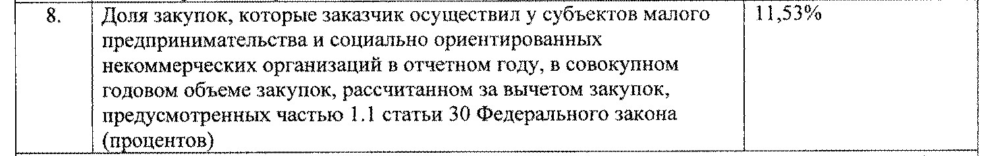 8. Доля закупок, которые заказчик осуществил у субъектов малого 11,53%
предпринимательства и социально ориентированных
некоммерческих организаций в отчетном году, в совокупном
годовом объеме закупок, рассчитанном за вычетом закупок,
предусмотренных частью 1.1 статьи 30 Федерального закона
(процентов)